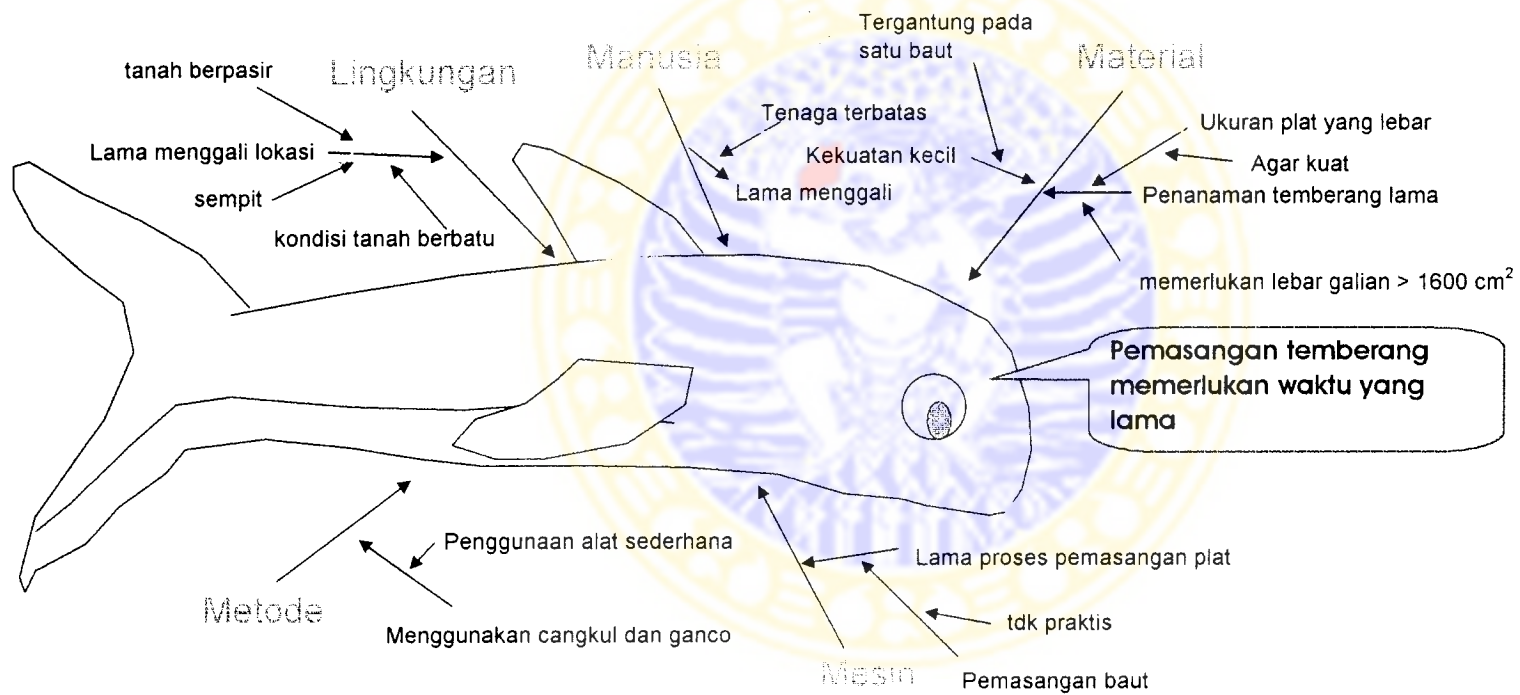 Tergantung pada
satu baut
Lingkungan
Manusia
Material
tanah berpasir
Lama menggali lokasi
sempit
kondisi tanah berbatu
Tenaga terbatas
Kekuatan kecil
Lama menggali
Ukuran plat yang lebar
Agar kuat
Penanaman temberang lama
memerlukan lebar galian > 1600 cm²
Pemasangan temberang
memerlukan waktu yang
lama
Penggunaan alat sederhana
Metode
Menggunakan cangkul dan ganco
Lama proses pemasangan plat
tdk praktis
Mesin
Pemasangan baut